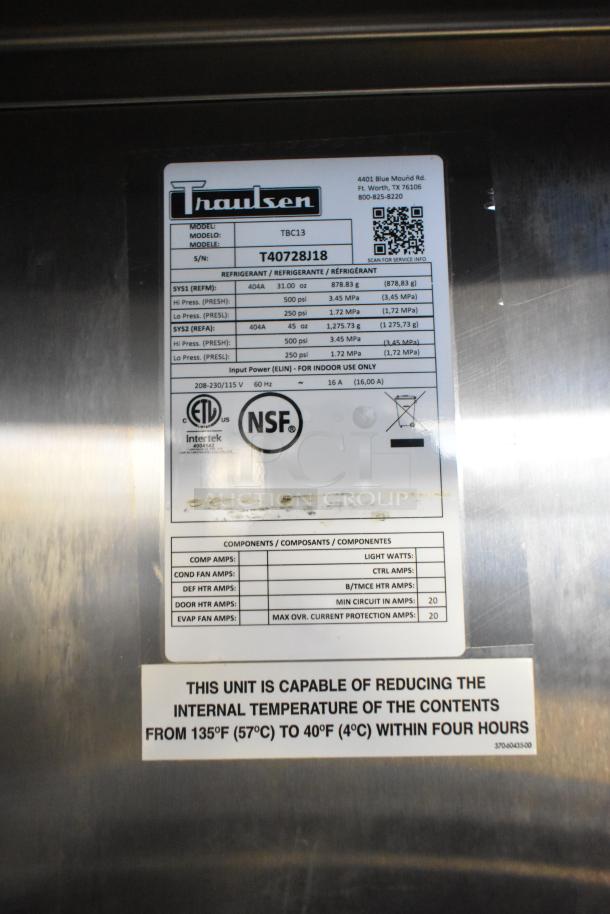 Traulsen
4401 Blue Mound Rd.
Ft. Worth, TX 76106
800-825-8220
SCAN FOR SERVICE INFO
MODEL:
MODELO:
MODELE:
TBC13
S/N:
T40728J18
REFRIGERANT / REFRIGERANTE / RÉFRIGÉRANT
SYS1 (REFM): 404A 31.00 oz 878.83 g (878,83 g)
Hi Press. (PRESH): 500 psi 3.45 MPa (3,45 MPa)
Lo Press. (PRESL): 250 psi 1.72 MPa (1,72 MPa)
SYS2 (REFA): 404A 45 oz 1,275.73 g (1 275,73 g)
Hi Press. (PRESH): 500 psi 3.45 MPa (3,45 MPa)
Lo Press. (PRESL): 250 psi 1.72 MPa (1,72 MPa)
Input Power (ELIN) - FOR INDOOR USE ONLY
208-230/115 V 60 Hz ~ 16 A (16,00 A)
C ETL US
Intertek
NSF®
AUCTION GROUP
COMPONENTS / COMPOSANTS / COMPONENTES
COMP AMPS: LIGHT WATTS:
COND FAN AMPS: CTRL AMPS:
DEF HTR AMPS: B/TMCE HTR AMPS:
DOOR HTR AMPS: MIN CIRCUIT IN AMPS: 20
EVAP FAN AMPS: MAX OVR. CURRENT PROTECTION AMPS: 20
THIS UNIT IS CAPABLE OF REDUCING THE
INTERNAL TEMPERATURE OF THE CONTENTS
FROM 135ºF (57ºC) TO 40ºF (4ºC) WITHIN FOUR HOURS
370-60435-00